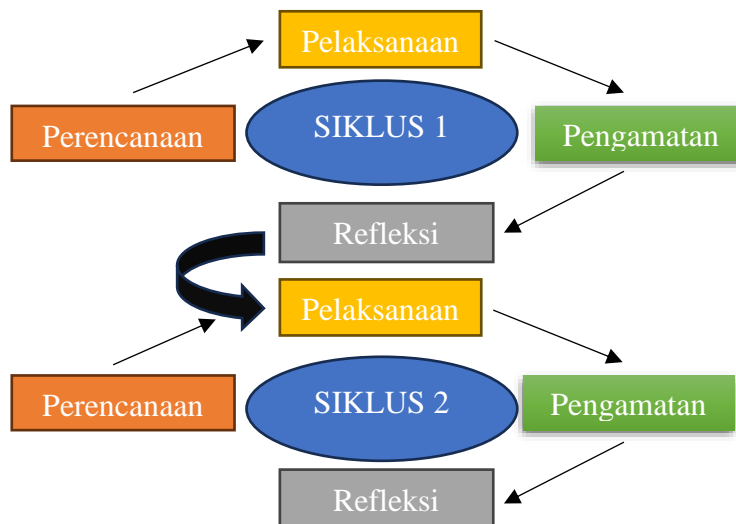 Pelaksanaan
Perencanaan
SIKLUS 1
Pengamatan
Refleksi
Pelaksanaan
Perencanaan
SIKLUS 2
Pengamatan
Refleksi